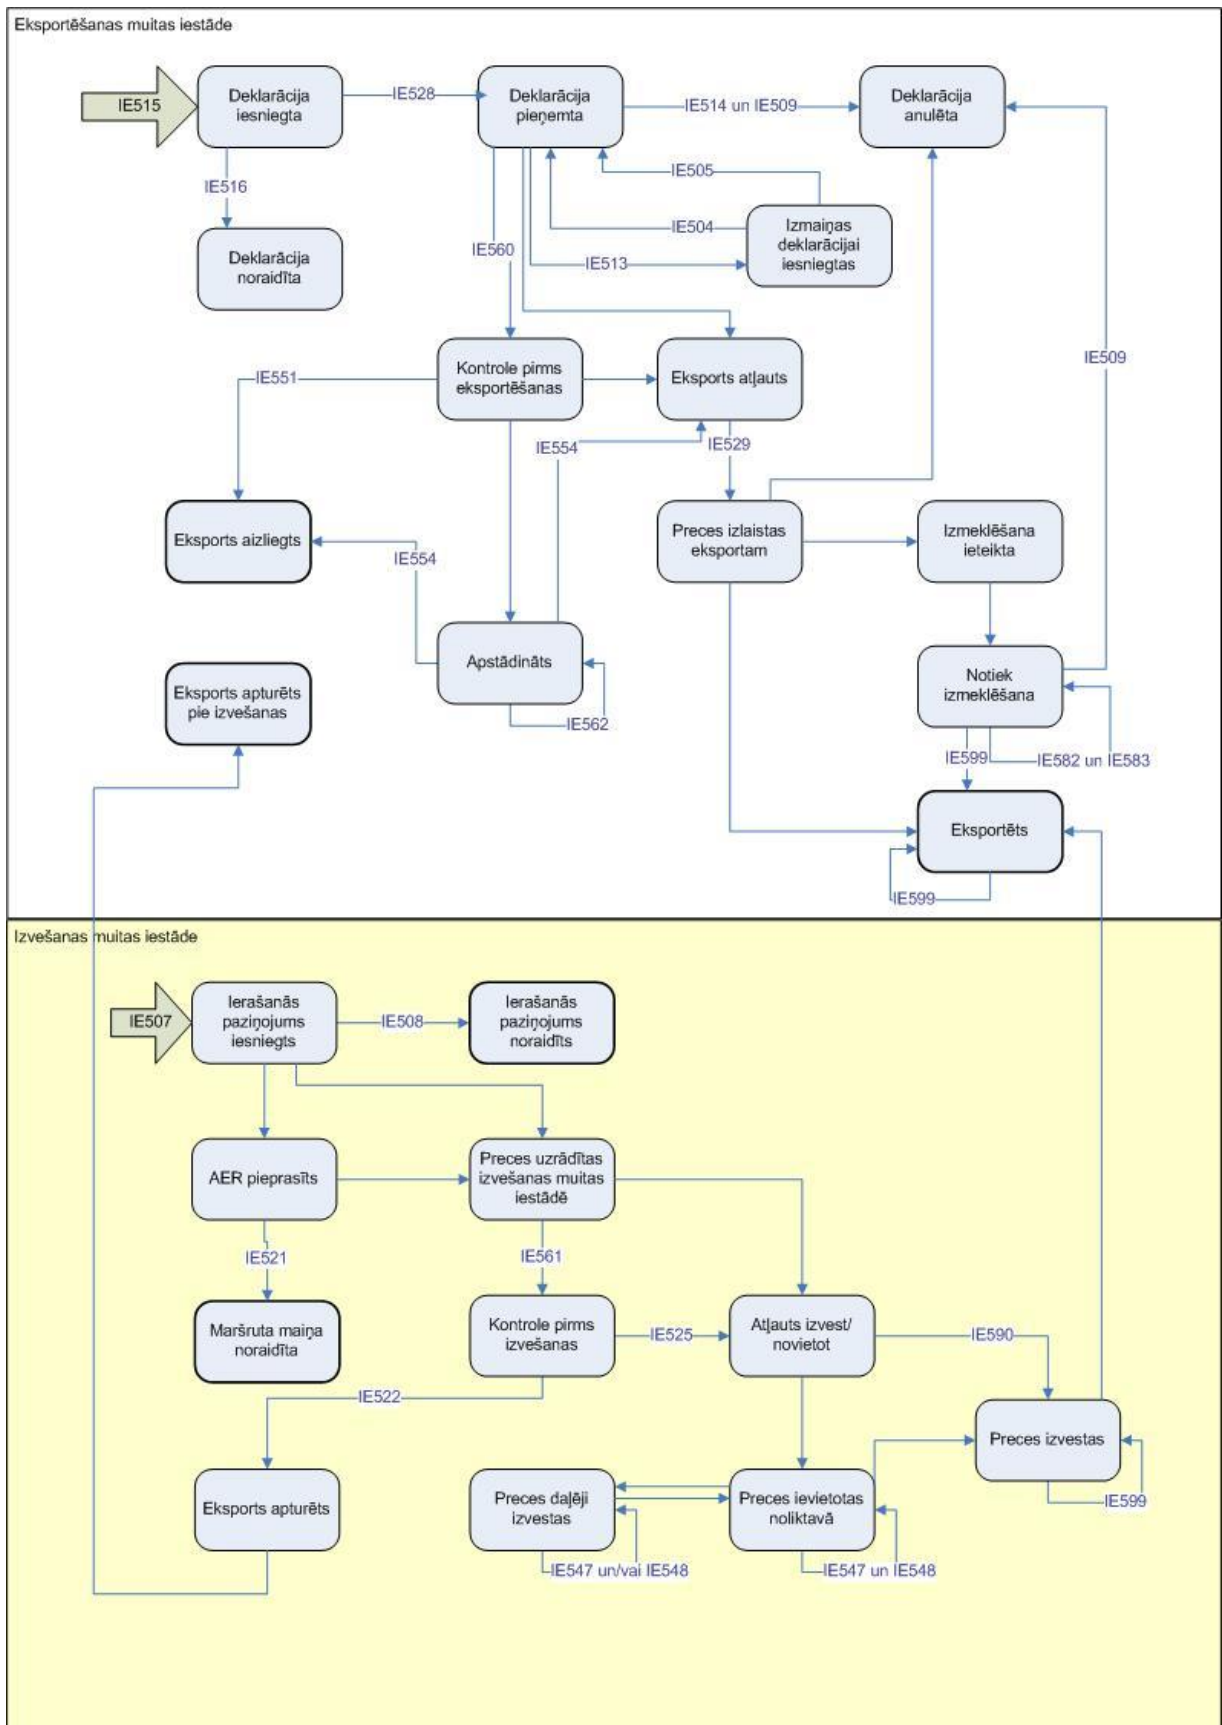 Eksportēšanas muitas iestāde
IE515
Deklarācija
iesniegta
IE528
Deklarācija
pieņemta
IE514 un IE509
Deklarācija
anulēta
IE516
IE505
IE504
IE513
Izmaiņas
deklarācijai
iesniegtas
IE560
Deklarācija
noraidīta
IE509
IE551
Kontrole pirms
eksportēšanas
Eksports atļauts
IE554
IE529
Eksports aizliegts
IE554
Preces izlaistas
eksportam
Izmeklēšana
ieteikta
Apstādināts
IE562
Notiek
izmeklēšana
Eksports apturēts
pie izvešanas
IE599
IE582 un IE583
Eksportēts
IE599
Izvešanas muitas iestāde
IE507
Ierašanās
paziņojums
iesniegts
IE508
Ierašanās
paziņojums
noraidīts
AER pieprasīts
Preces uzrādītas
izvešanas muitas
iestādē
IE521
IE561
Maršruta maiņa
noraidīta
Kontrole pirms
izvešanas
IE525
Atļauts izvest/
novietot
IE590
IE522
Preces izvestas
IE599
Eksports apturēts
Preces daļēji
izvestas
Preces ievietotas
noliktavā
IE547 un/vai IE548
IE547 un IE548